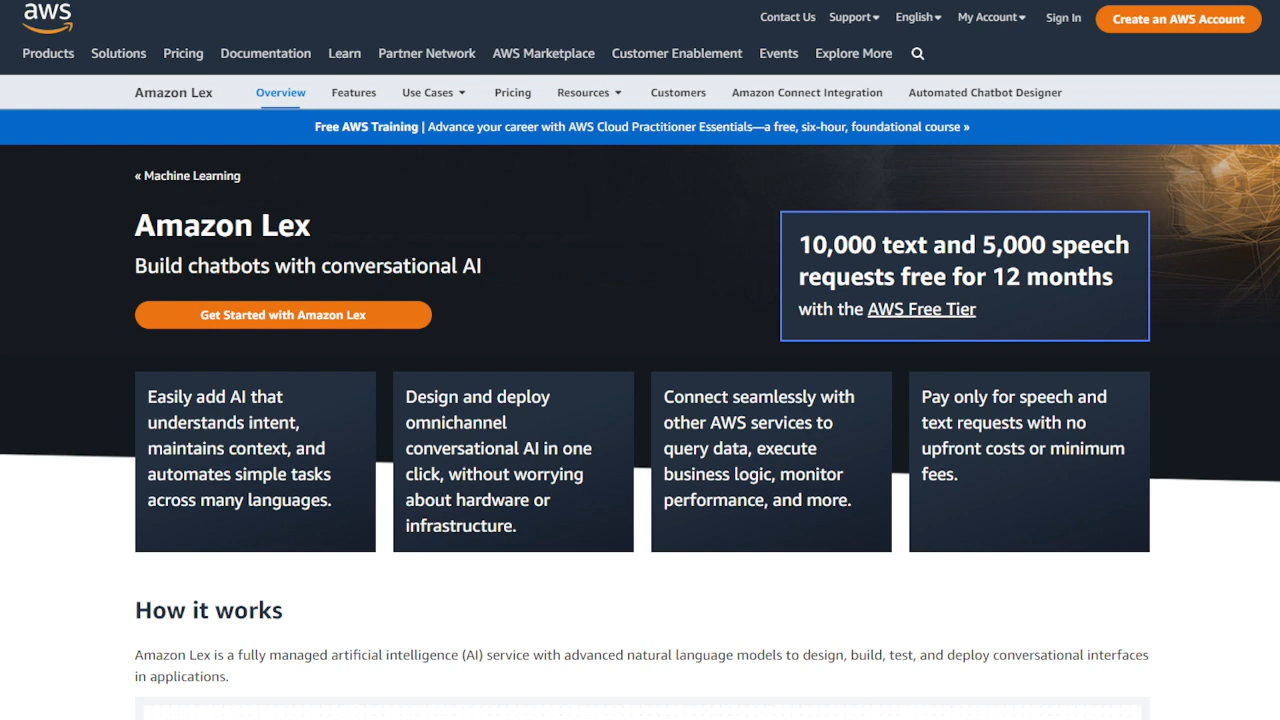 aws
Contact Us Support English My Account Sign In Create an AWS Account
Products Solutions Pricing Documentation Learn Partner Network AWS Marketplace Customer Enablement Events Explore More
Amazon Lex Overview Features Use Cases Pricing Resources Customers Amazon Connect Integration Automated Chatbot Designer
Free AWS Training | Advance your career with AWS Cloud Practitioner Essentials—a free, six-hour, foundational course »
« Machine Learning
Amazon Lex
Build chatbots with conversational AI
Get Started with Amazon Lex
10,000 text and 5,000 speech
requests free for 12 months
with the AWS Free Tier
Easily add AI that
understands intent,
maintains context, and
automates simple tasks
across many languages.
Design and deploy
omnichannel
conversational AI in one
click, without worrying
about hardware or
infrastructure.
Connect seamlessly with
other AWS services to
query data, execute
business logic, monitor
performance, and more.
Pay only for speech and
text requests with no
upfront costs or minimum
fees.
How it works
Amazon Lex is a fully managed artificial intelligence (AI) service with advanced natural language models to design, build, test, and deploy conversational interfaces
in applications.